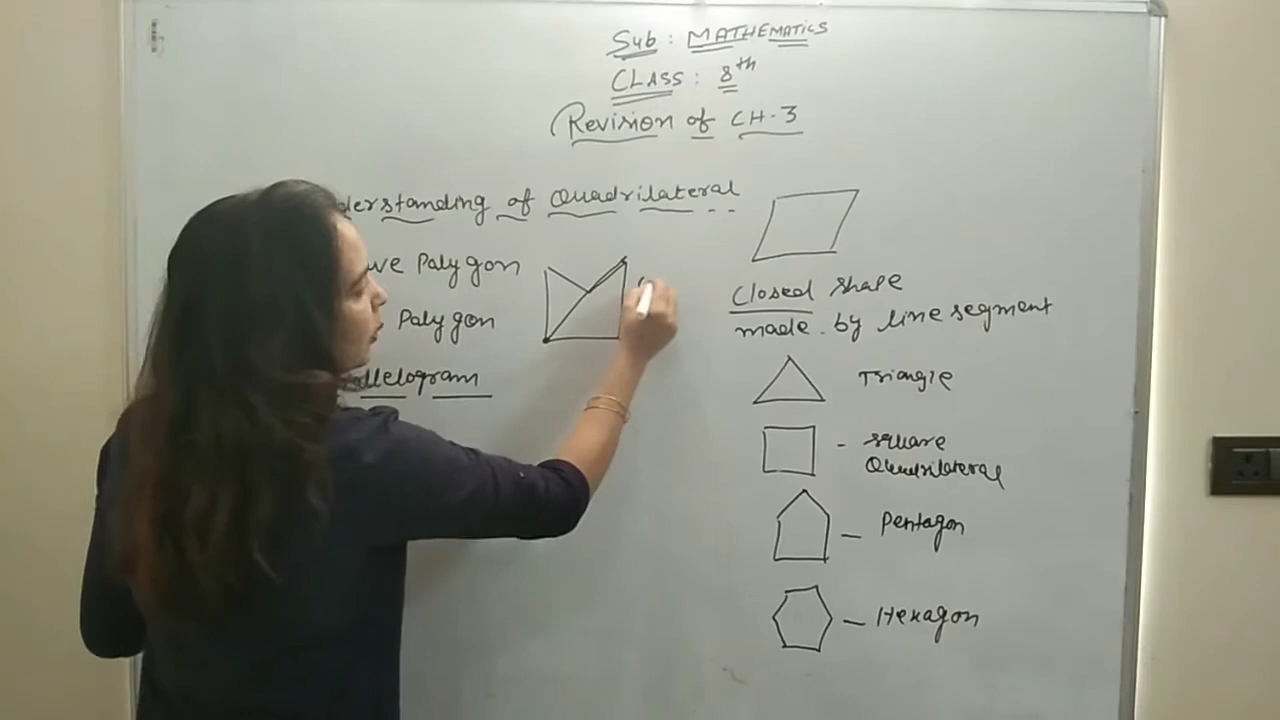 Sub : MATHEMATICS
CLASS : 8th
Revision of CH-3
derstanding of Quadrilateral
ve Polygon
Polygon
llelogram
Closed shape
made by line segment
Triangle
- square
Quadrilateral
- Pentagon
- Hexagon